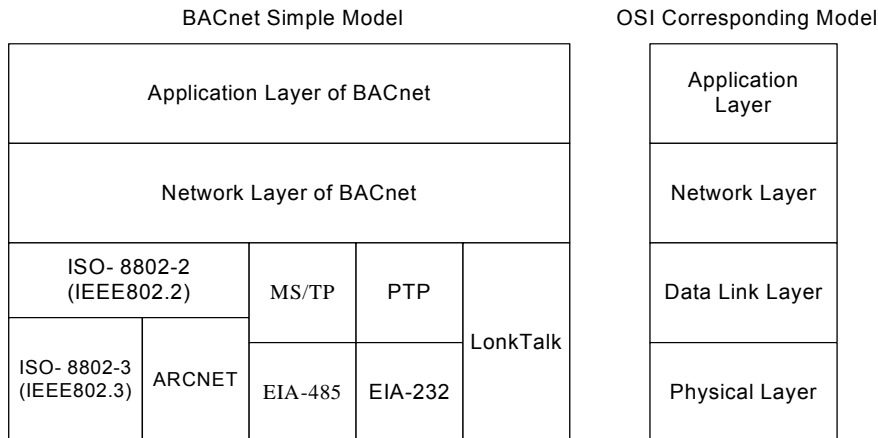 BACnet Simple Model
OSI Corresponding Model
Application Layer of BACnet
Application
Layer
Network Layer of BACnet
Network Layer
ISO- 8802-2
(IEEE802.2)
MS/TP
PTP
LonkTalk
Data Link Layer
ISO- 8802-3
(IEEE802.3)
ARCNET
EIA-485
EIA-232
Physical Layer